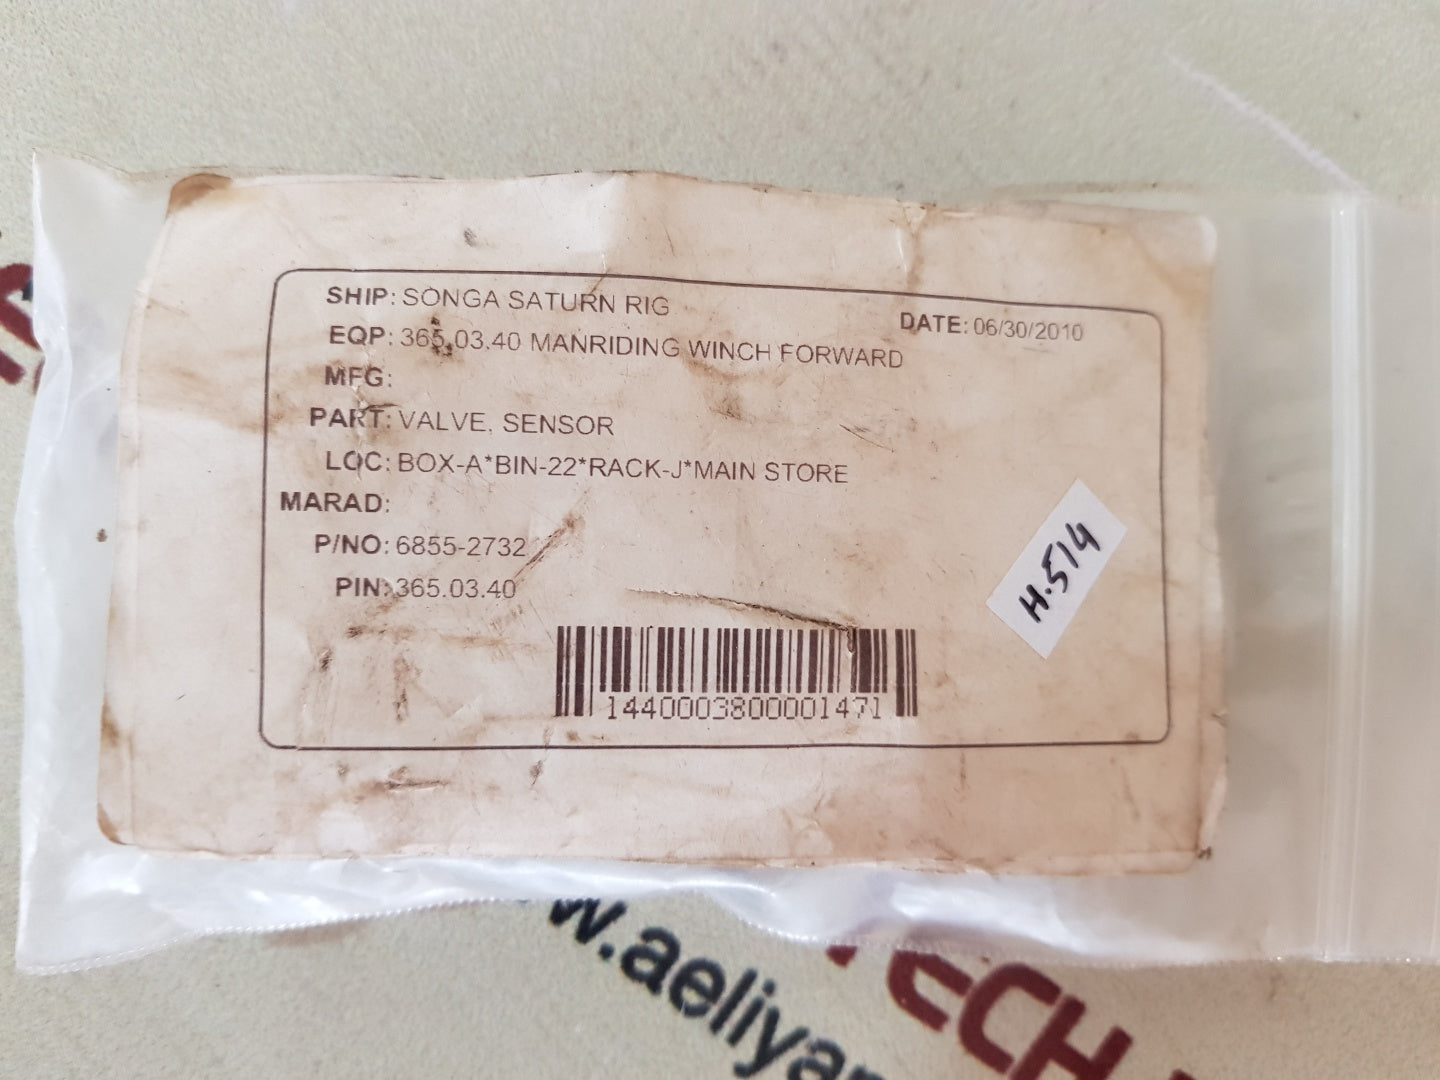 SHIP: SONGA SATURN RIG
DATE: 06/30/2010
EQP: 365.03.40 MANRIDING WINCH FORWARD
MFG:
PART: VALVE, SENSOR
LOC: BOX-A*BIN-22*RACK-J*MAIN STORE
MARAD:
P/NO: 6855-2732
PIN: 365.03.40
H.514
1440003800001471
w.aeliya
TECH